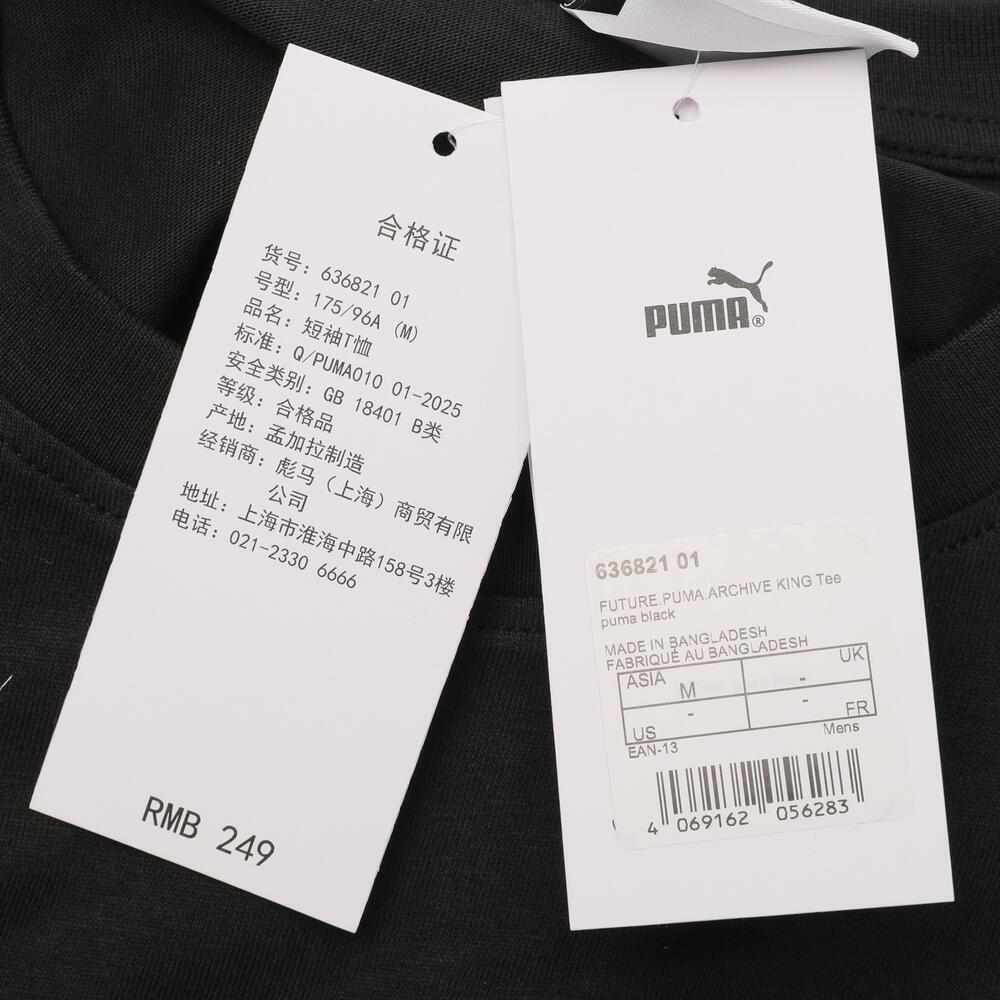 合格证
货号: 636821 01
号型: 175/96A (M)
品名: 短袖T恤
标准: Q/PUMA010 01-2025
安全类别: GB 18401 B类
等级: 合格品
产地: 孟加拉制造
经销商: 彪马（上海）商贸有限
公司
地址: 上海市淮海中路158号3楼
电话: 021-2330 6666
RMB 249
PUMA®
636821 01
FUTURE.PUMA.ARCHIVE KING Tee
puma black
MADE IN BANGLADESH
FABRIQUÉ AU BANGLADESH
ASIA M - UK
US - - FR
EAN-13 Mens
4 069162 056283